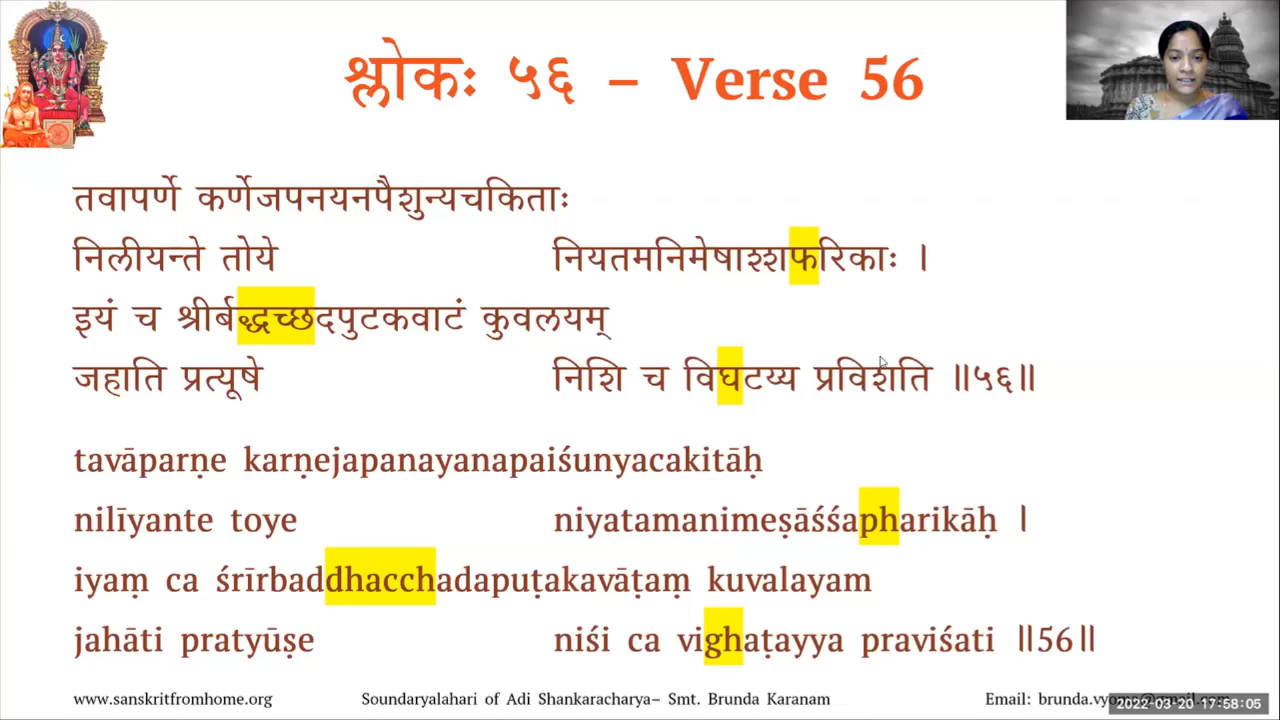 श्लोकः ५६ – Verse 56
तवापर्णे कर्णेजपनयनपैशुन्यचकिताः
निलीयन्ते तोये नियतमनिमेषाश्शफरिकाः ।
इयं च श्रीर्बद्धच्छदपुटकवाटं कुवलयम्
जहाति प्रत्यूषे निशि च विघटय्य प्रविशति ॥५६॥
tavāparṇe karṇejapanayanapaiśunyacakitāḥ
nilīyante toye niyatamanimeṣāśśapharikāḥ ।
iyaṃ ca śrīrbaddhacchadapuṭakavāṭaṃ kuvalayam
jahāti pratyūṣe niśi ca vighaṭayya praviśati ॥56॥
www.sanskritfromhome.org Soundaryalahari of Adi Shankaracharya– Smt. Brunda Karanam Email:
2022-03-20 17:58:05